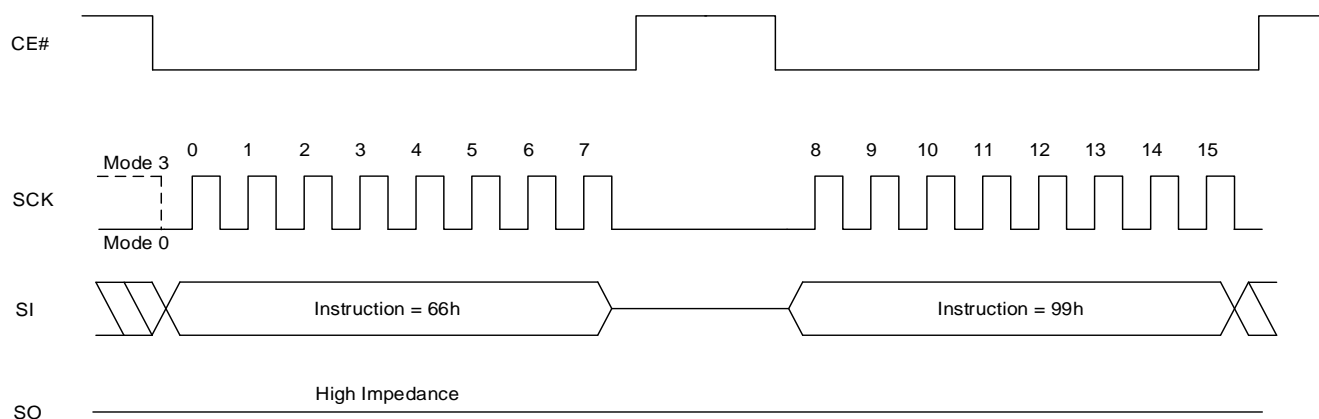 CE#
0 1 2 3 4 5 6 7 8 9 10 11 12 13 14 15
Mode 3
SCK
Mode 0
SI
Instruction = 66h
Instruction = 99h
High Impedance
SO